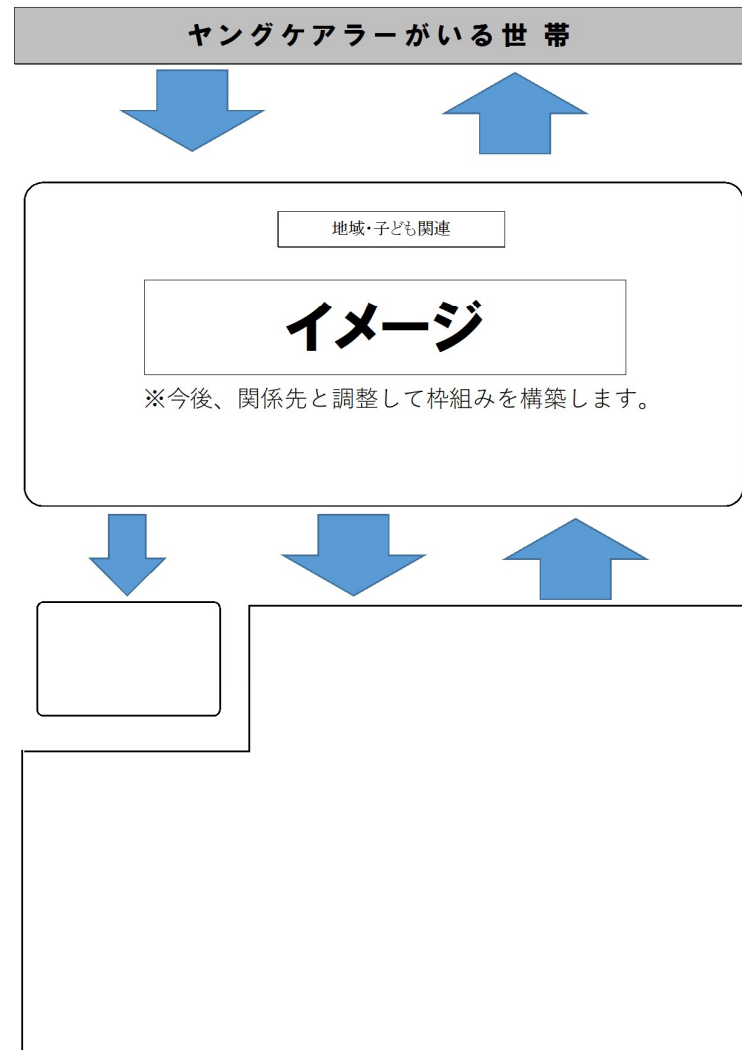 ヤングケアラーがいる世 帯
地域・子ども関連
イメージ
※今後、関係先と調整して枠組みを構築します。